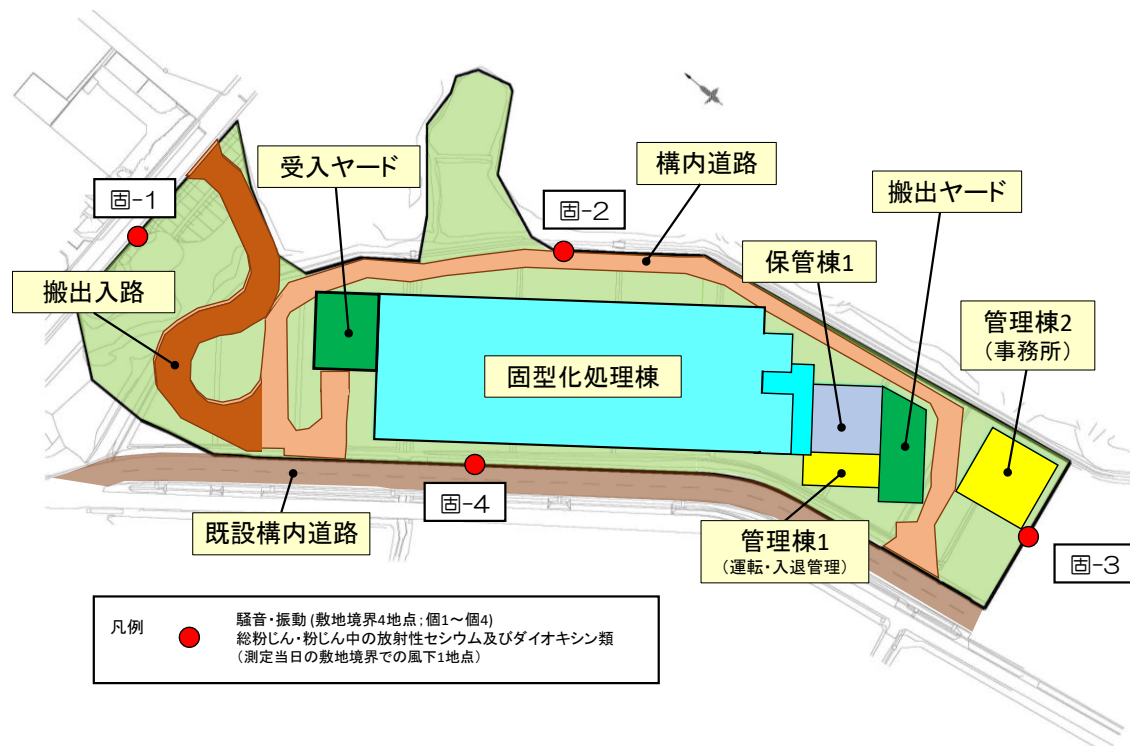 受入ヤード
構内道路
搬出ヤード
固-1
固-2
保管棟1
搬出入路
管理棟2
（事務所）
固型化処理棟
固-4
既設構内道路
管理棟1
（運転・入退管理）
固-3
凡例
騒音・振動 (敷地境界4地点；個1～個4)
総粉じん・粉じん中の放射性セシウム及びダイオキシン類
（測定当日の敷地境界での風下1地点）